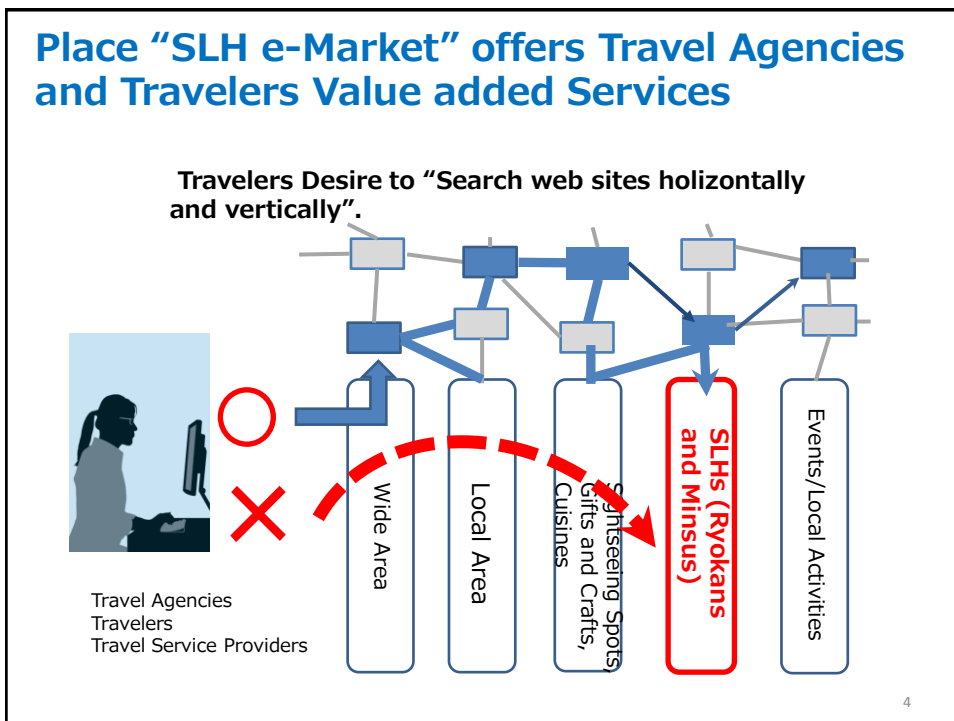 Place “SLH e-Market” offers Travel Agencies
and Travelers Value added Services
Travelers Desire to “Search web sites holizontally
and vertically”.
Wide Area
Local Area
Sightseeing Spots,
Gifts and Crafts,
Cuisines
SLHs (Ryokans
and Minsus)
Events/Local Activities
Travel Agencies
Travelers
Travel Service Providers
4